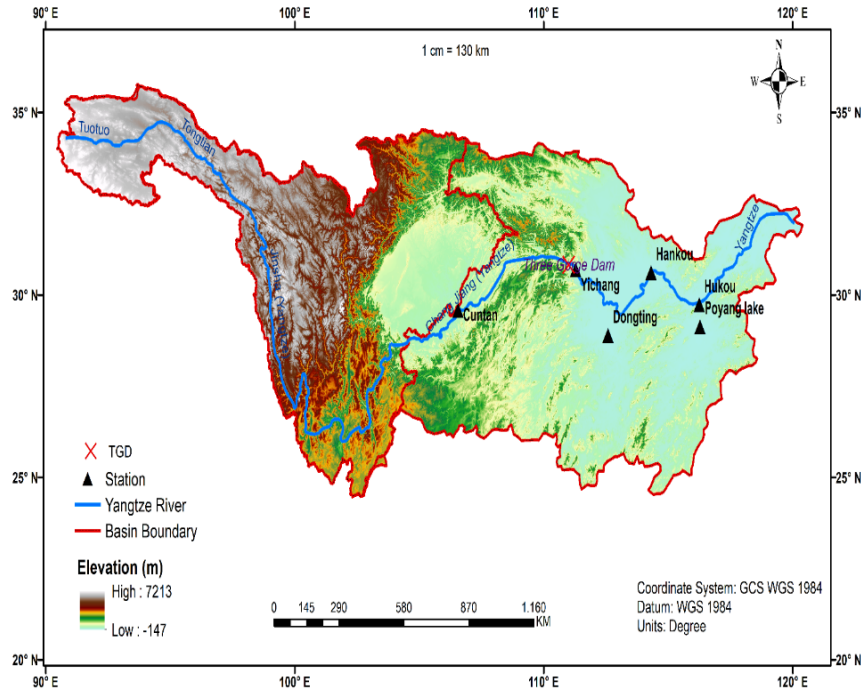 90° E
100° E
110° E
120° E
1 cm = 130 km
N
W
E
S
35° N
35° N
Tuotuo
Tongtian
Yangtze
Hankou
Three Gorge Dam
Yichang
30° N
30° N
Chang Jiang (Yangtze)
Hukou
Cuntan
Dongting
Poyang lake
Jinsha
TGD
25° N
25° N
Station
Yangtze River
Basin Boundary
Elevation (m)
High : 7213
Low : -147
0 145 290 580 870 1.160
KM
Coordinate System: GCS WGS 1984
Datum: WGS 1984
Units: Degree
20° N
20° N
90° E
100° E
110° E
120° E